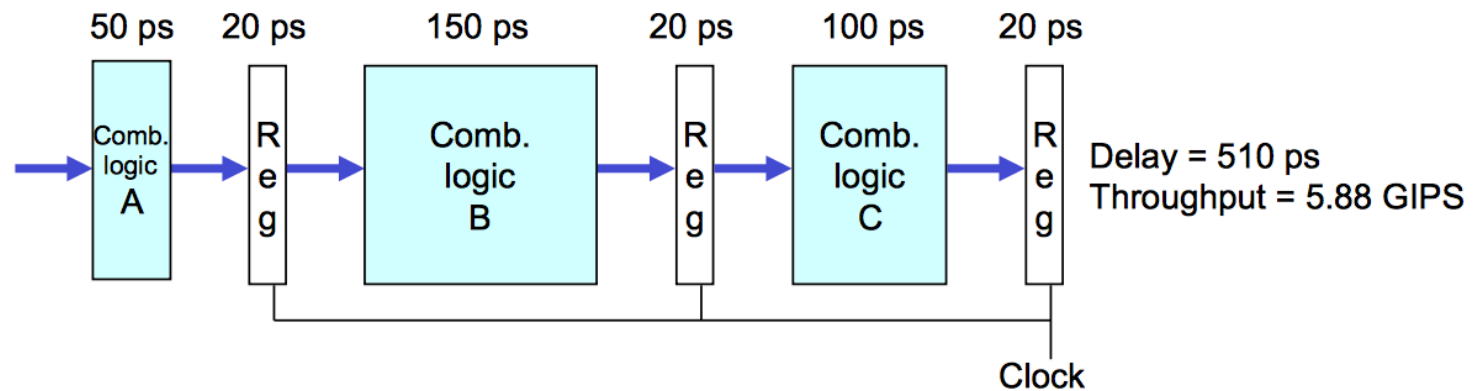 50 ps 20 ps 150 ps 20 ps 100 ps 20 ps
Comb.
logic
A
R
e
g
Comb.
logic
B
R
e
g
Comb.
logic
C
R
e
g
Delay = 510 ps
Throughput = 5.88 GIPS
Clock